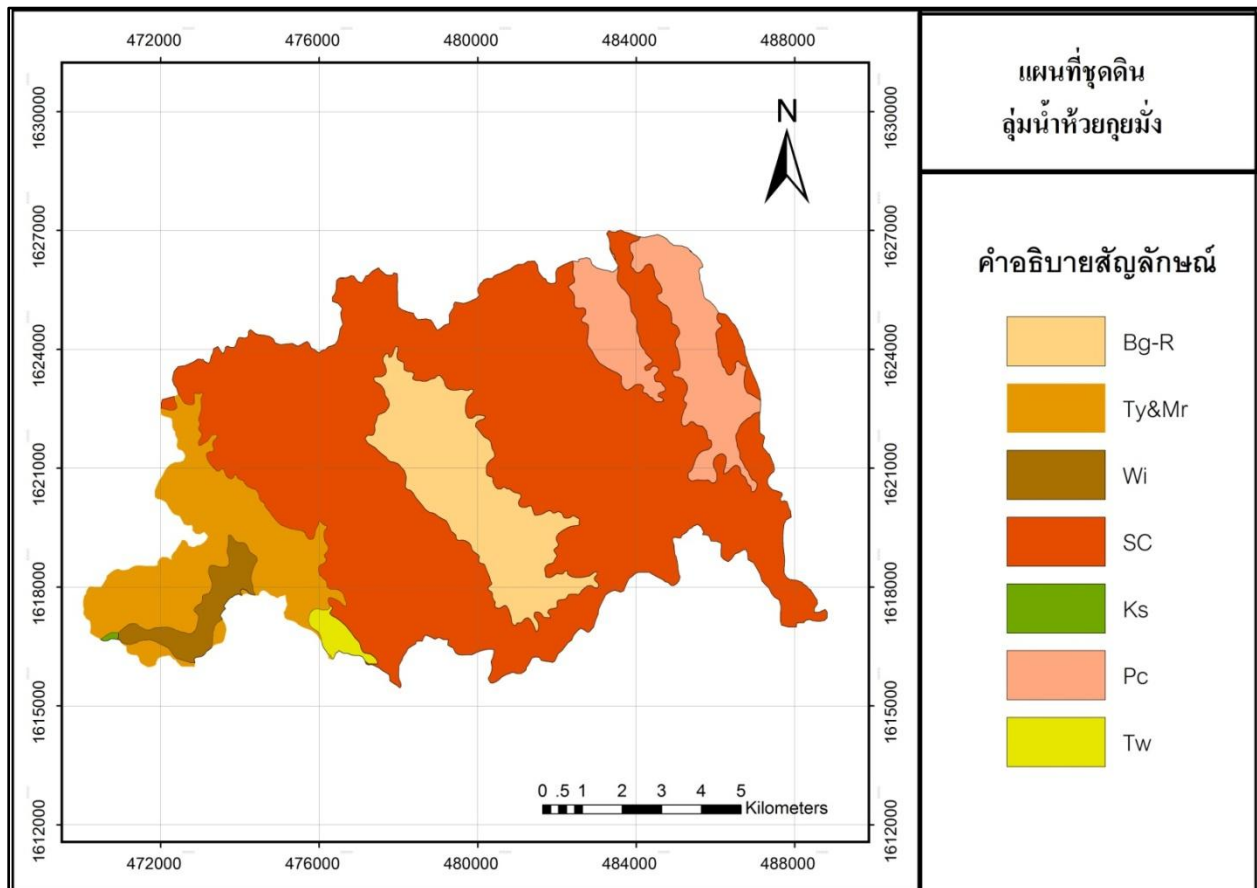 472000 476000 480000 484000 488000
แผนที่ชุดดิน
ลุ่มน้ำห้วยกุยมั่ง
N
1630000 1630000
1627000 1627000
1624000 1624000
1621000 1621000
1618000 1618000
1615000 1615000
1612000 1612000
คำอธิบายสัญลักษณ์
Bg-R
Ty&Mr
Wi
SC
Ks
Pc
Tw
0 .5 1 2 3 4 5
Kilometers
472000 476000 480000 484000 488000